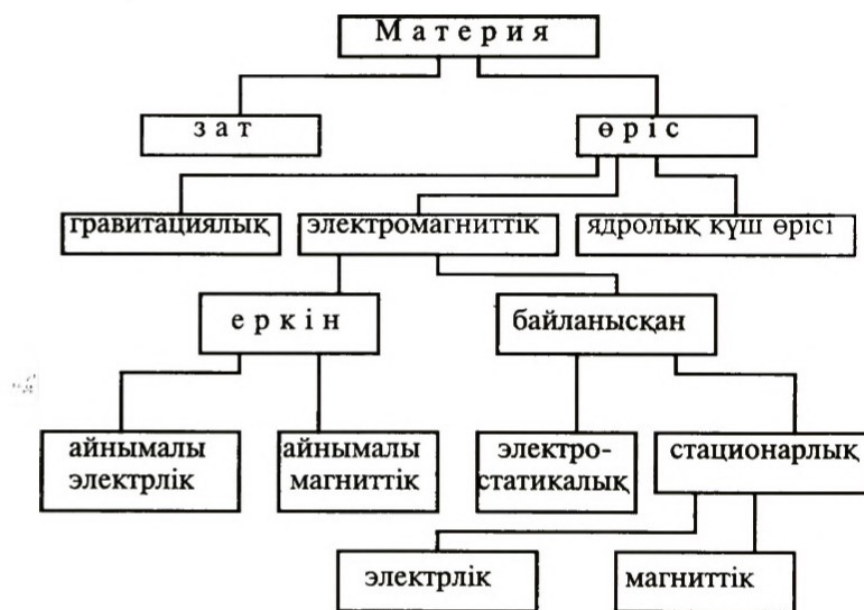 Материя
зат
өріс
гравитациялық
электромагниттік
ядролық күш өрісі
еркін
байланысқан
айнымалы
электрлік
айнымалы
магниттік
электро-
статикалық
стационарлық
электрлік
магниттік